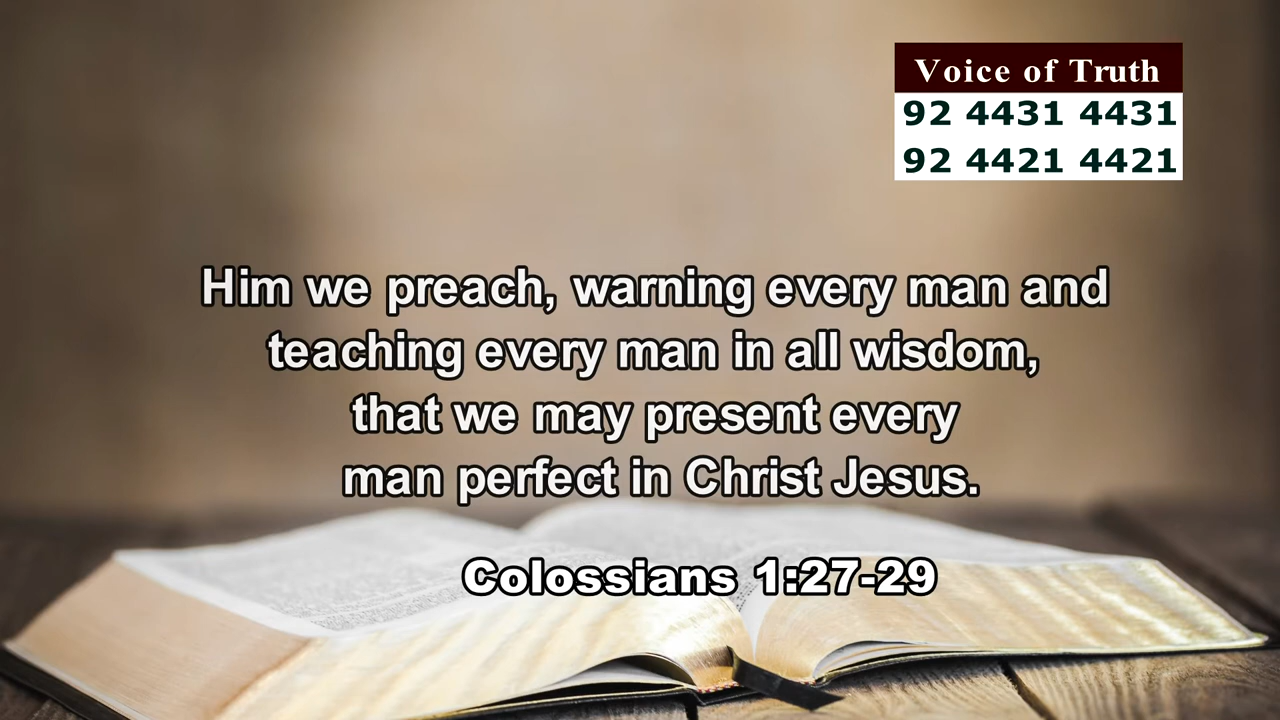 Voice of Truth
92 4431 4431
92 4421 4421
Him we preach, warning every man and
teaching every man in all wisdom,
that we may present every
man perfect in Christ Jesus.
Colossians 1:27-29